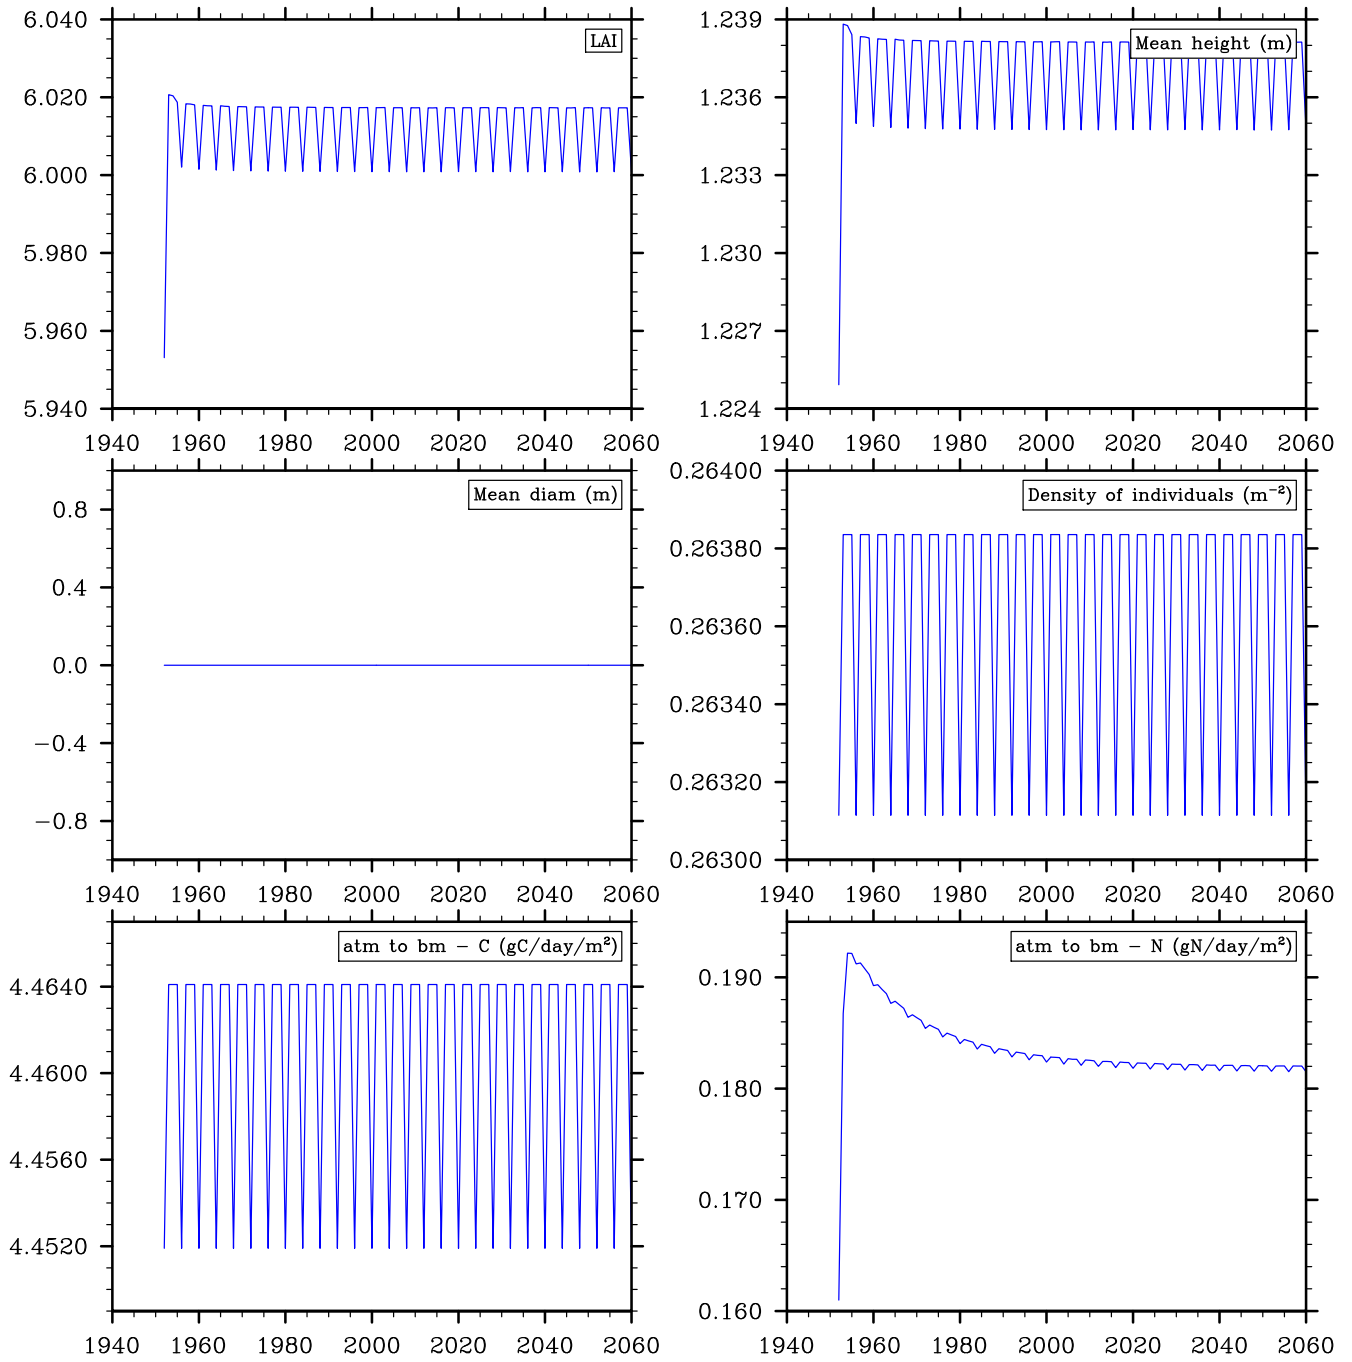 6.040
6.020
6.000
5.980
5.960
5.940
LAI
1940 1960 1980 2000 2020 2040 2060
1.239
1.236
1.233
1.230
1.227
1.224
Mean height (m)
1940 1960 1980 2000 2020 2040 2060
0.8
0.4
0.0
−0.4
−0.8
Mean diam (m)
1940 1960 1980 2000 2020 2040 2060
0.26400
0.26380
0.26360
0.26340
0.26320
0.26300
Density of individuals (m⁻²)
1940 1960 1980 2000 2020 2040 2060
4.4640
4.4600
4.4560
4.4520
atm to bm − C (gC/day/m²)
1940 1960 1980 2000 2020 2040 2060
0.190
0.180
0.170
0.160
atm to bm − N (gN/day/m²)
1940 1960 1980 2000 2020 2040 2060